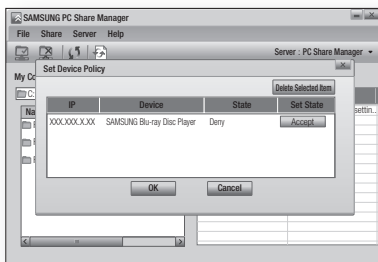 SAMSUNG PC Share Manager
File Share Server Help
Server : PC Share Manager
My Co
Set Device Policy
C:
Delete Selected Item
IP Device State Set State
XXX.XXX.X.XX SAMSUNG Blu-ray Disc Player Deny Accept
Na
settin..
OK Cancel